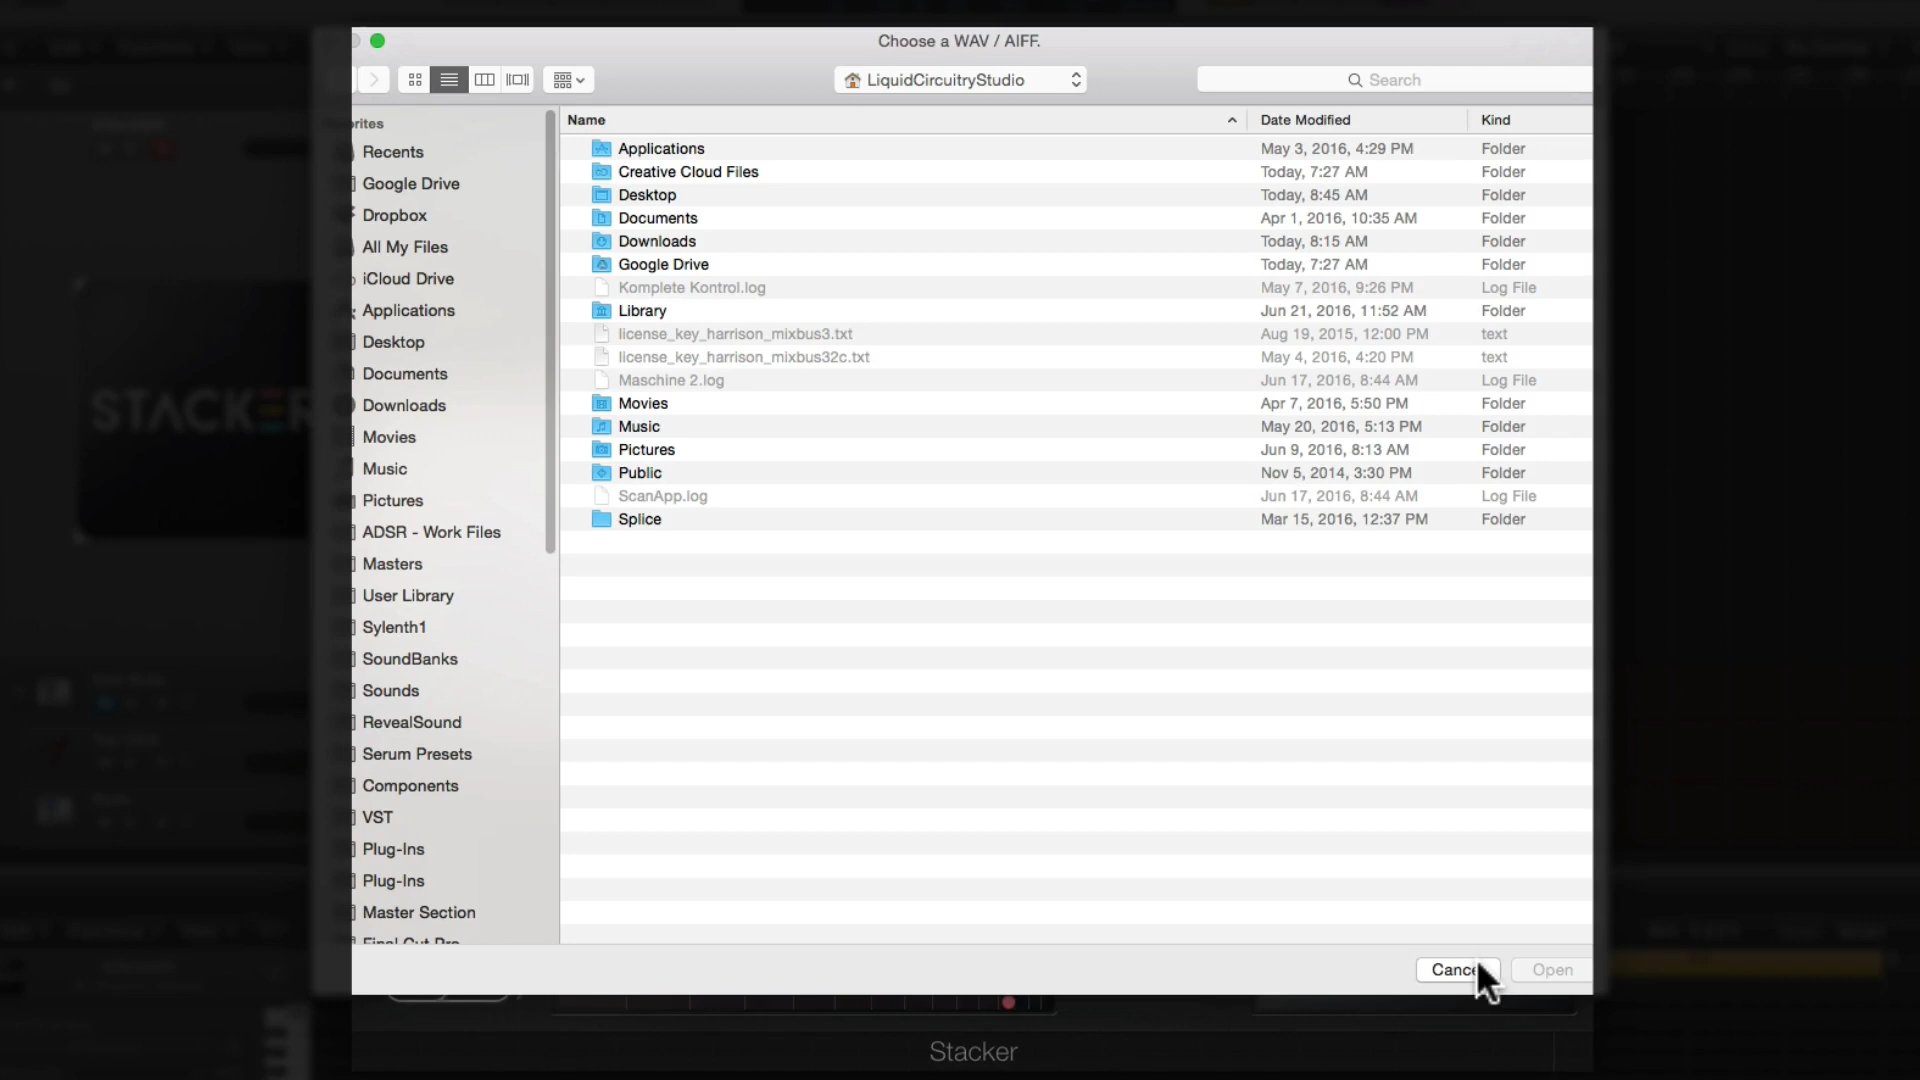 Choose a WAV / AIFF.
LiquidCircuitryStudio
Search
Name
Date Modified
Kind
Recents
Google Drive
Dropbox
All My Files
iCloud Drive
Applications
Desktop
Documents
Downloads
Movies
Music
Pictures
ADSR - Work Files
Masters
User Library
Sylenth1
SoundBanks
Sounds
RevealSound
Serum Presets
Components
VST
Plug-Ins
Plug-Ins
Master Section
Final Cut Pro
Applications May 3, 2016, 4:29 PM Folder
Creative Cloud Files Today, 7:27 AM Folder
Desktop Today, 8:45 AM Folder
Documents Apr 1, 2016, 10:35 AM Folder
Downloads Today, 8:15 AM Folder
Google Drive Today, 7:27 AM Folder
Komplete Kontrol.log May 7, 2016, 9:26 PM Log File
Library Jun 21, 2016, 11:52 AM Folder
license_key_harrison_mixbus3.txt Aug 19, 2015, 12:00 PM text
license_key_harrison_mixbus32c.txt May 4, 2016, 4:20 PM text
Maschine 2.log Jun 17, 2016, 8:44 AM Log File
Movies Apr 7, 2016, 5:50 PM Folder
Music May 20, 2016, 5:13 PM Folder
Pictures Jun 9, 2016, 8:13 AM Folder
Public Nov 5, 2014, 3:30 PM Folder
ScanApp.log Jun 17, 2016, 8:44 AM Log File
Splice Mar 15, 2016, 12:37 PM Folder
STACKER
Cance
Open
Stacker